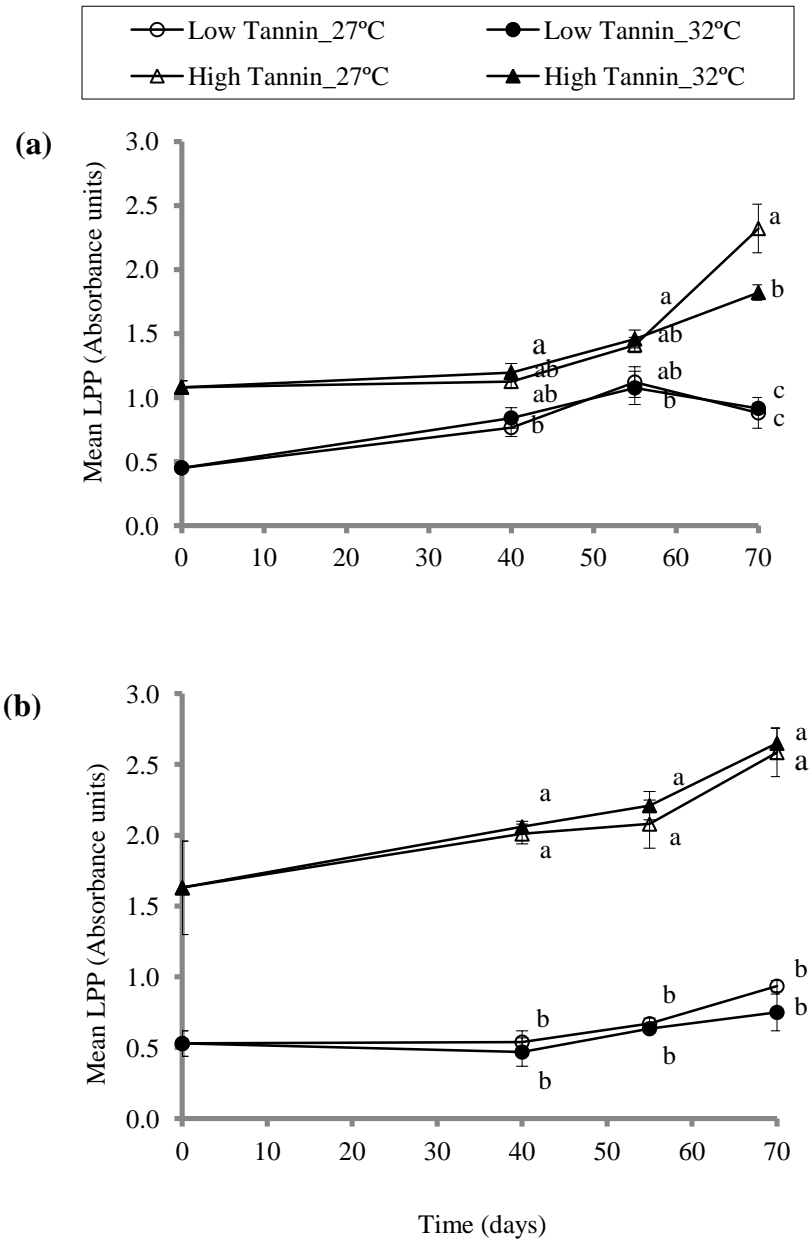 Low Tannin_27ºC Low Tannin_32ºC
High Tannin_27ºC High Tannin_32ºC
(a)
Mean LPP (Absorbance units)
3.0
2.5
2.0
1.5
1.0
0.5
0.0
a
b
a
ab
a
ab
ab
ab
b
b
c
c
0 10 20 30 40 50 60 70
(b)
Mean LPP (Absorbance units)
3.0
2.5
2.0
1.5
1.0
0.5
0.0
a
a
a
a
a
a
b
b
b
b
b
b
0 10 20 30 40 50 60 70
Time (days)